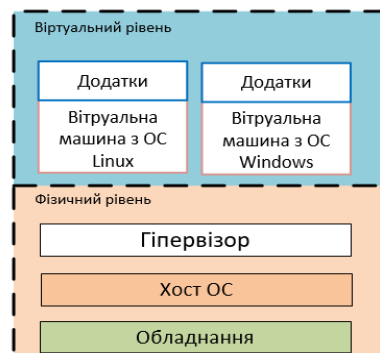 Віртуальний рівень
Додатки
Вітруальна
машина з ОС
Linux
Додатки
Вітруальна
машина з ОС
Windows
Фізичний рівень
Гіпервізор
Хост ОС
Обладнання